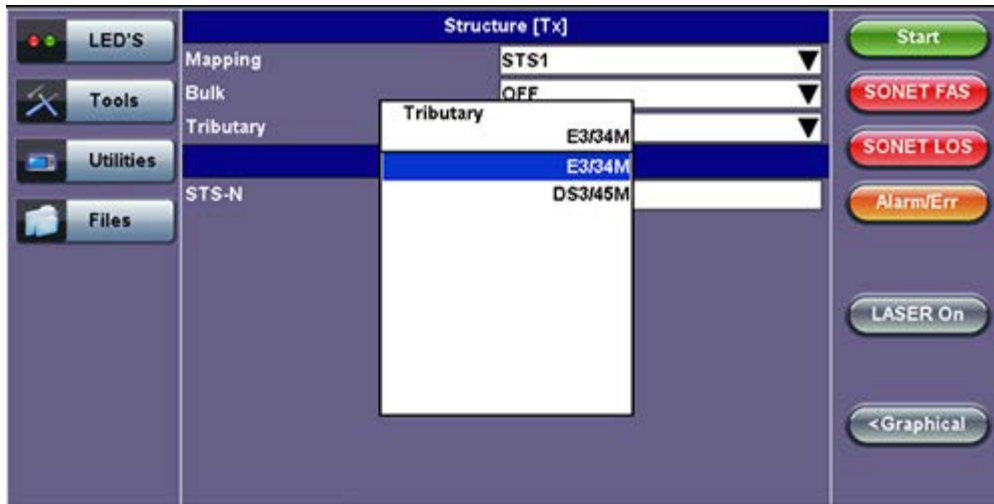 LED'S
Tools
Utilities
Files
Structure [Tx]
Mapping
STS1
Bulk
OFF
Tributary
STS-N
Tributary
E3/34M
E3/34M
DS3/45M
Start
SONET FAS
SONET LOS
Alarm/Err
LASER On
<Graphical